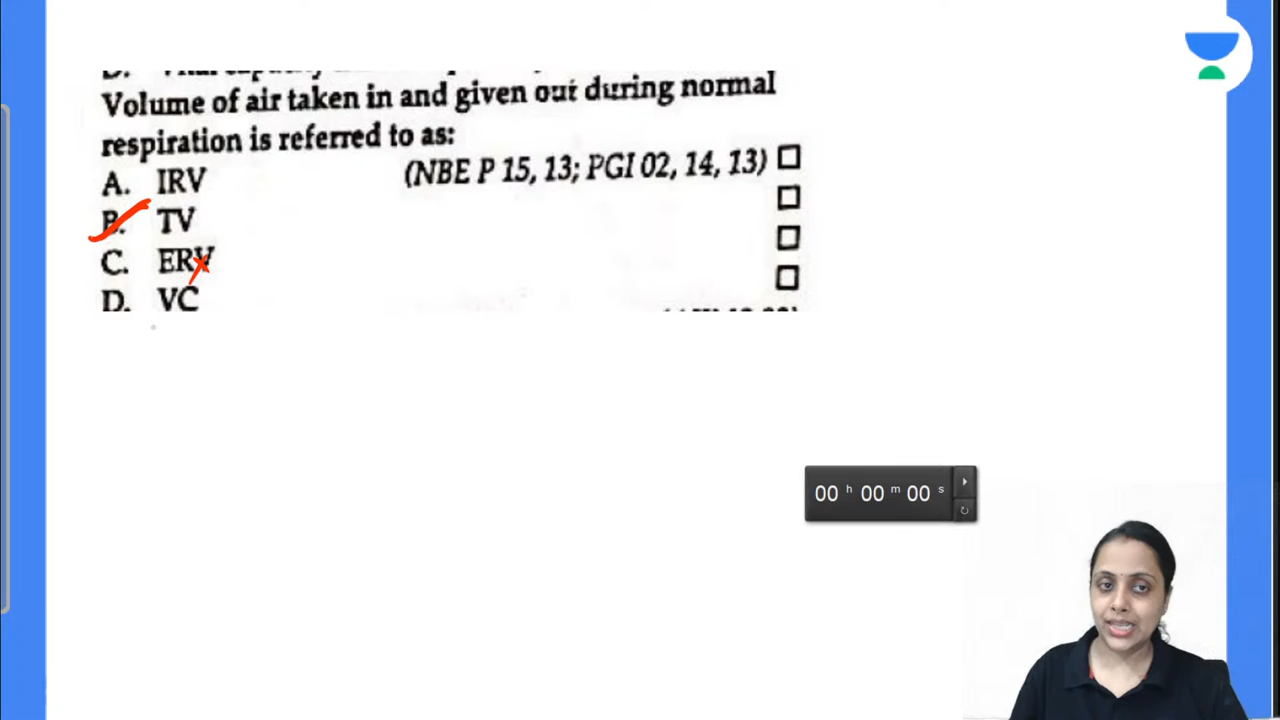 Volume of air taken in and given out during normal
respiration is referred to as:
(NBE P 15, 13; PGI 02, 14, 13)
A. IRV
B. TV
C. ERV
D. VC
00 h 00 m 00 s